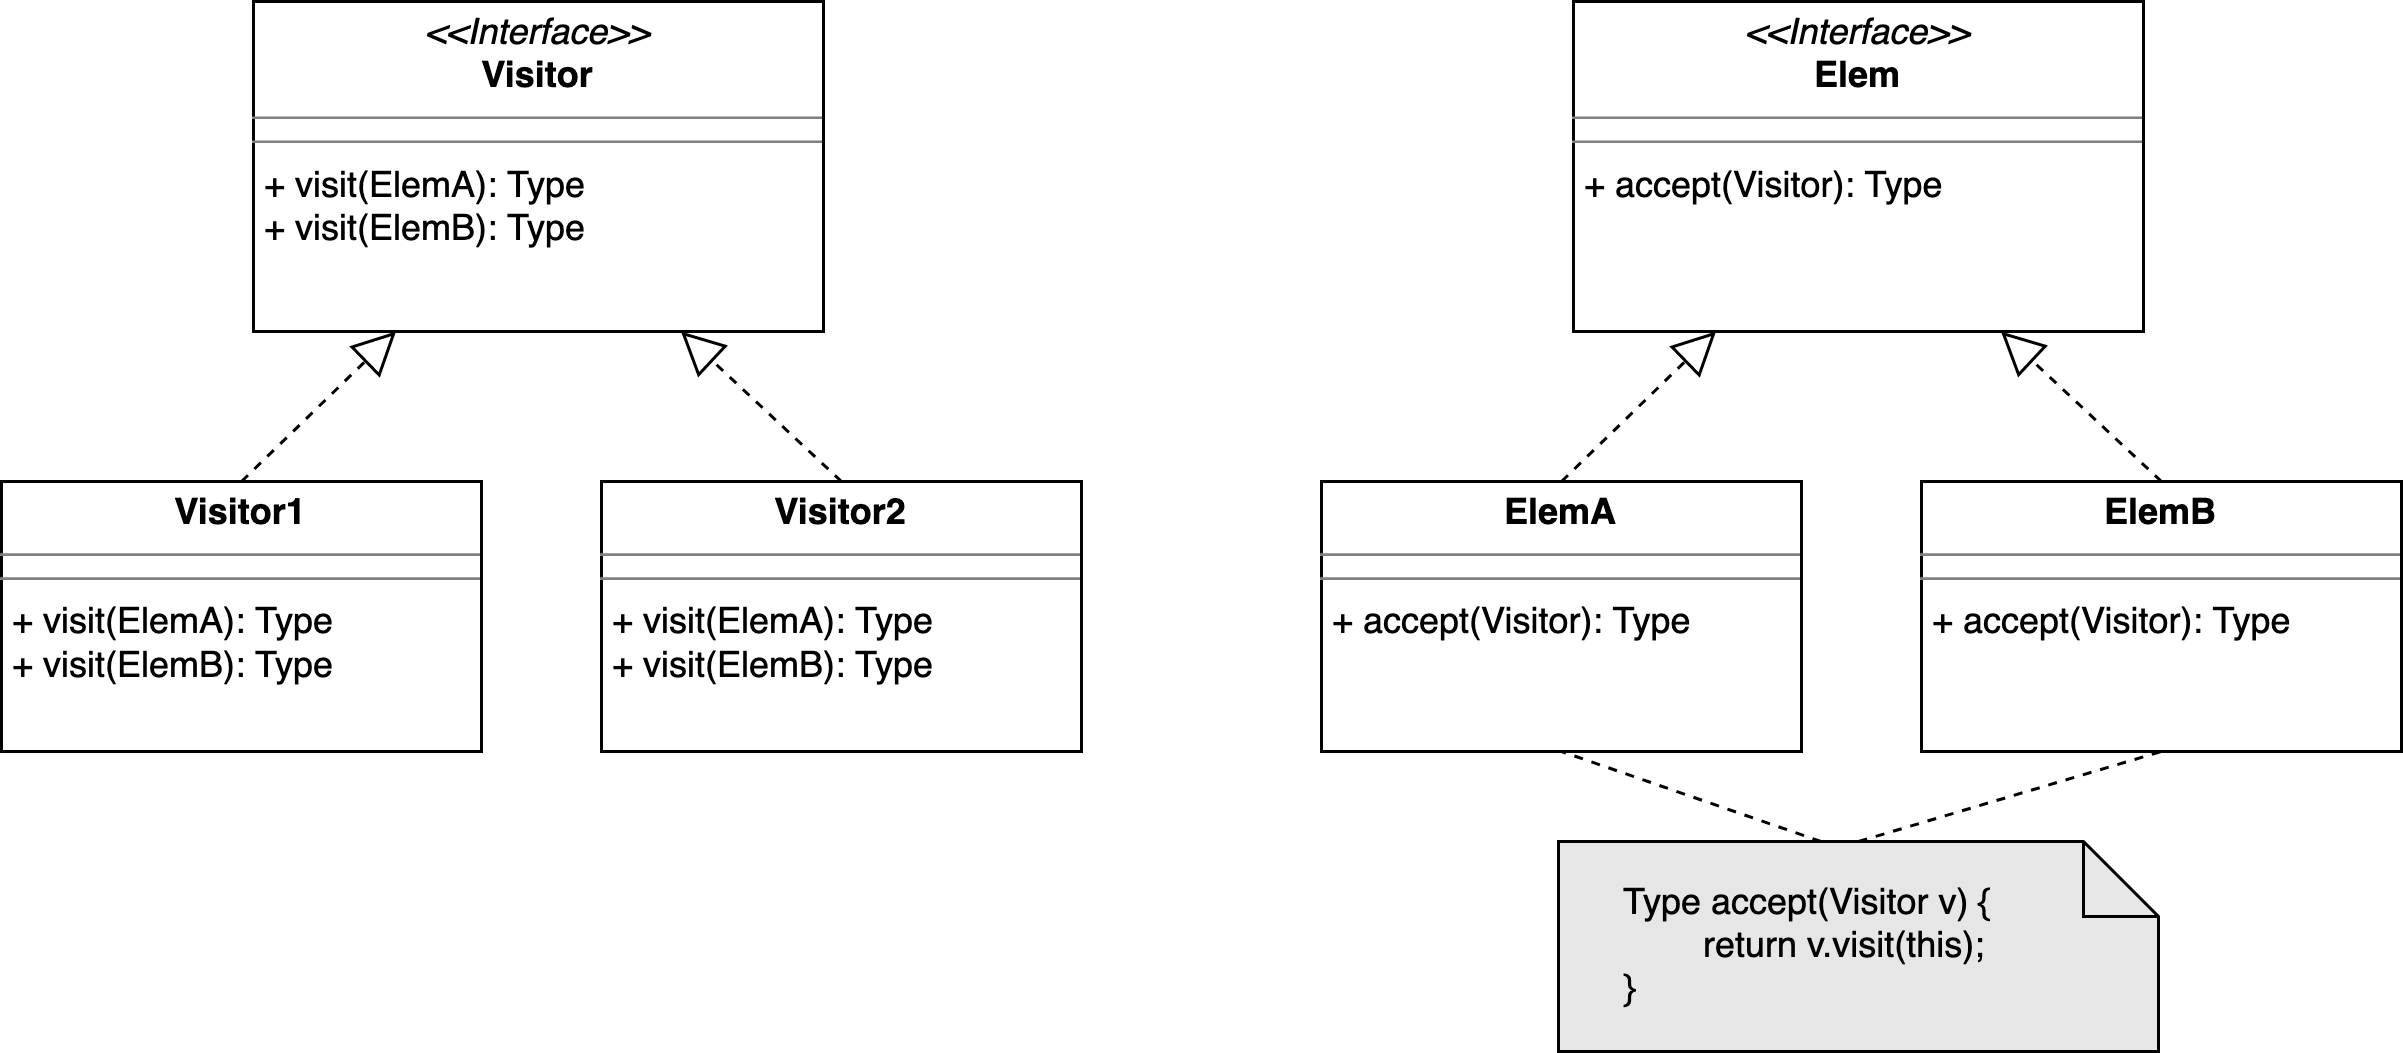 <<Interface>>
Visitor
+ visit(ElemA): Type
+ visit(ElemB): Type
<<Interface>>
Elem
+ accept(Visitor): Type
Visitor1
+ visit(ElemA): Type
+ visit(ElemB): Type
Visitor2
+ visit(ElemA): Type
+ visit(ElemB): Type
ElemA
+ accept(Visitor): Type
ElemB
+ accept(Visitor): Type
Type accept(Visitor v) {
return v.visit(this);
}